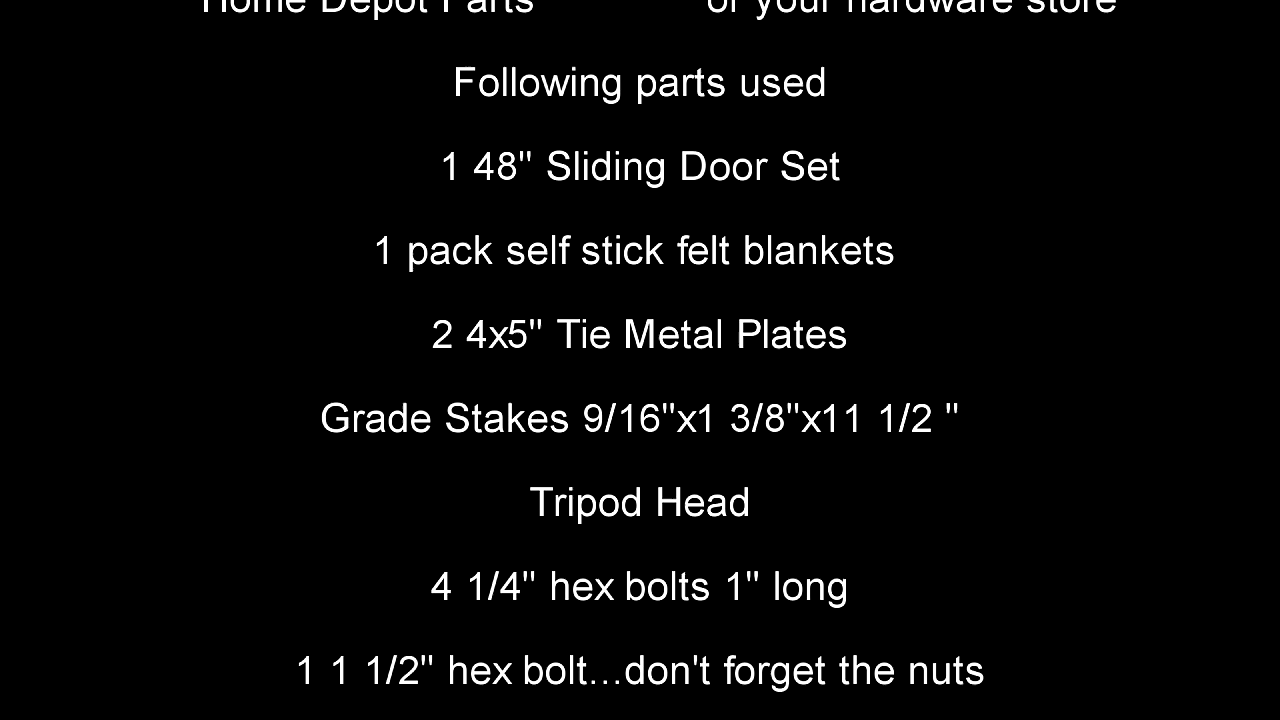 Home Depot Parts or your hardware store
Following parts used
1 48" Sliding Door Set
1 pack self stick felt blankets
2 4x5" Tie Metal Plates
Grade Stakes 9/16"x1 3/8"x11 1/2 "
Tripod Head
4 1/4" hex bolts 1" long
1 1 1/2" hex bolt...don't forget the nuts